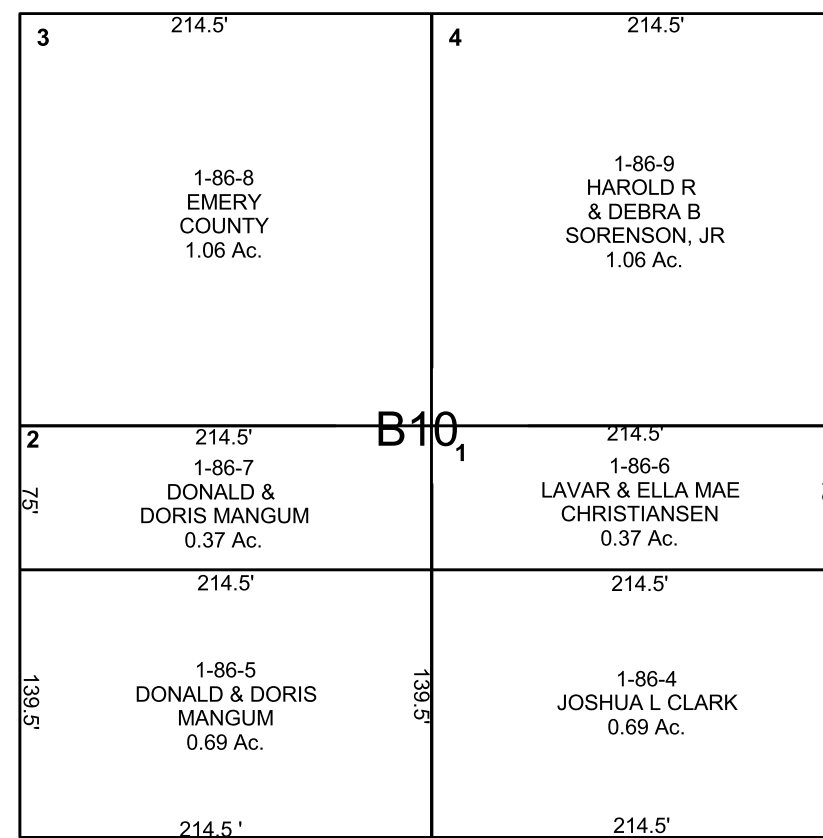 214.5'
214.5'
3
4
1-86-8
EMERY
COUNTY
1.06 Ac.
1-86-9
HAROLD R
& DEBRA B
SORENSON, JR
1.06 Ac.
B10
2
214.5'
1
214.5'
75'
1-86-7
DONALD &
DORIS MANGUM
0.37 Ac.
1-86-6
LAVAR & ELLA MAE
CHRISTIANSEN
0.37 Ac.
214.5'
214.5'
139.5'
1-86-5
DONALD & DORIS
MANGUM
0.69 Ac.
139.5'
1-86-4
JOSHUA L CLARK
0.69 Ac.
214.5 '
214.5'